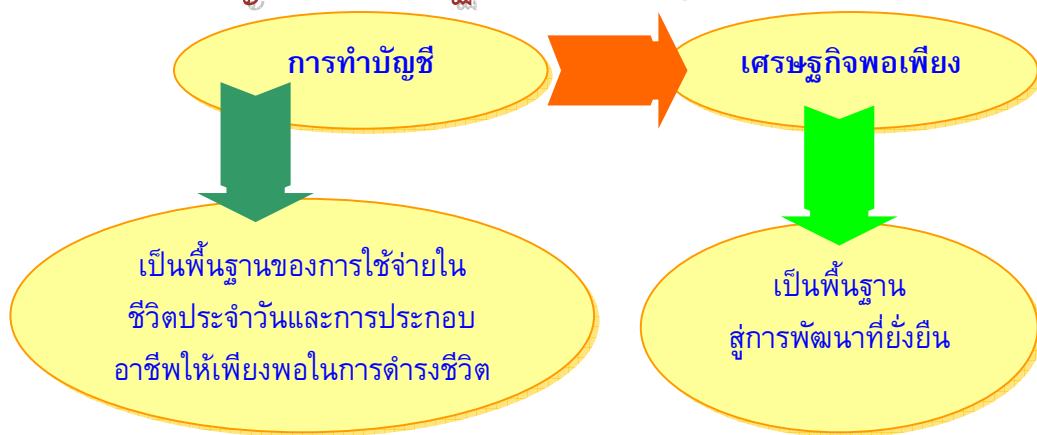 การทำบัญชี
เศรษฐกิจพอเพียง
เป็นพื้นฐานของการใช้จ่ายใน
ชีวิตประจำวันและการประกอบ
อาชีพให้เพียงพอในการดำรงชีวิต
เป็นพื้นฐาน
สู่การพัฒนาที่ยั่งยืน